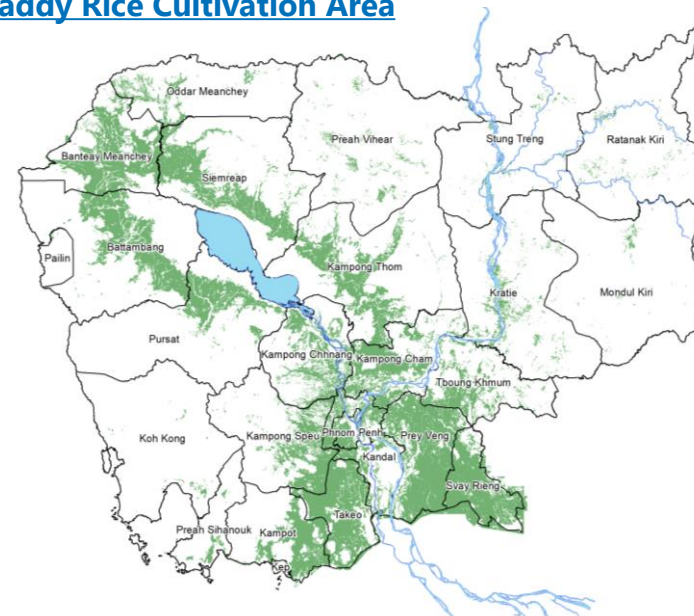 addy Rice Cultivation Area
Oddar Meanchey
Preah Vihear
Stung Treng
Ratanak Kiri
Banteay Meanchey
Siemreap
Battambang
Pailin
Kampong Thom
Kratie
Mondul Kiri
Pursat
Kampong Chhnang
Kampong Cham
Tboung Khmum
Koh Kong
Kampong Speu
Phnom Penh
Prey Veng
Kandal
Svay Rieng
Takeo
Preah Sihanouk
Kampot
Kep